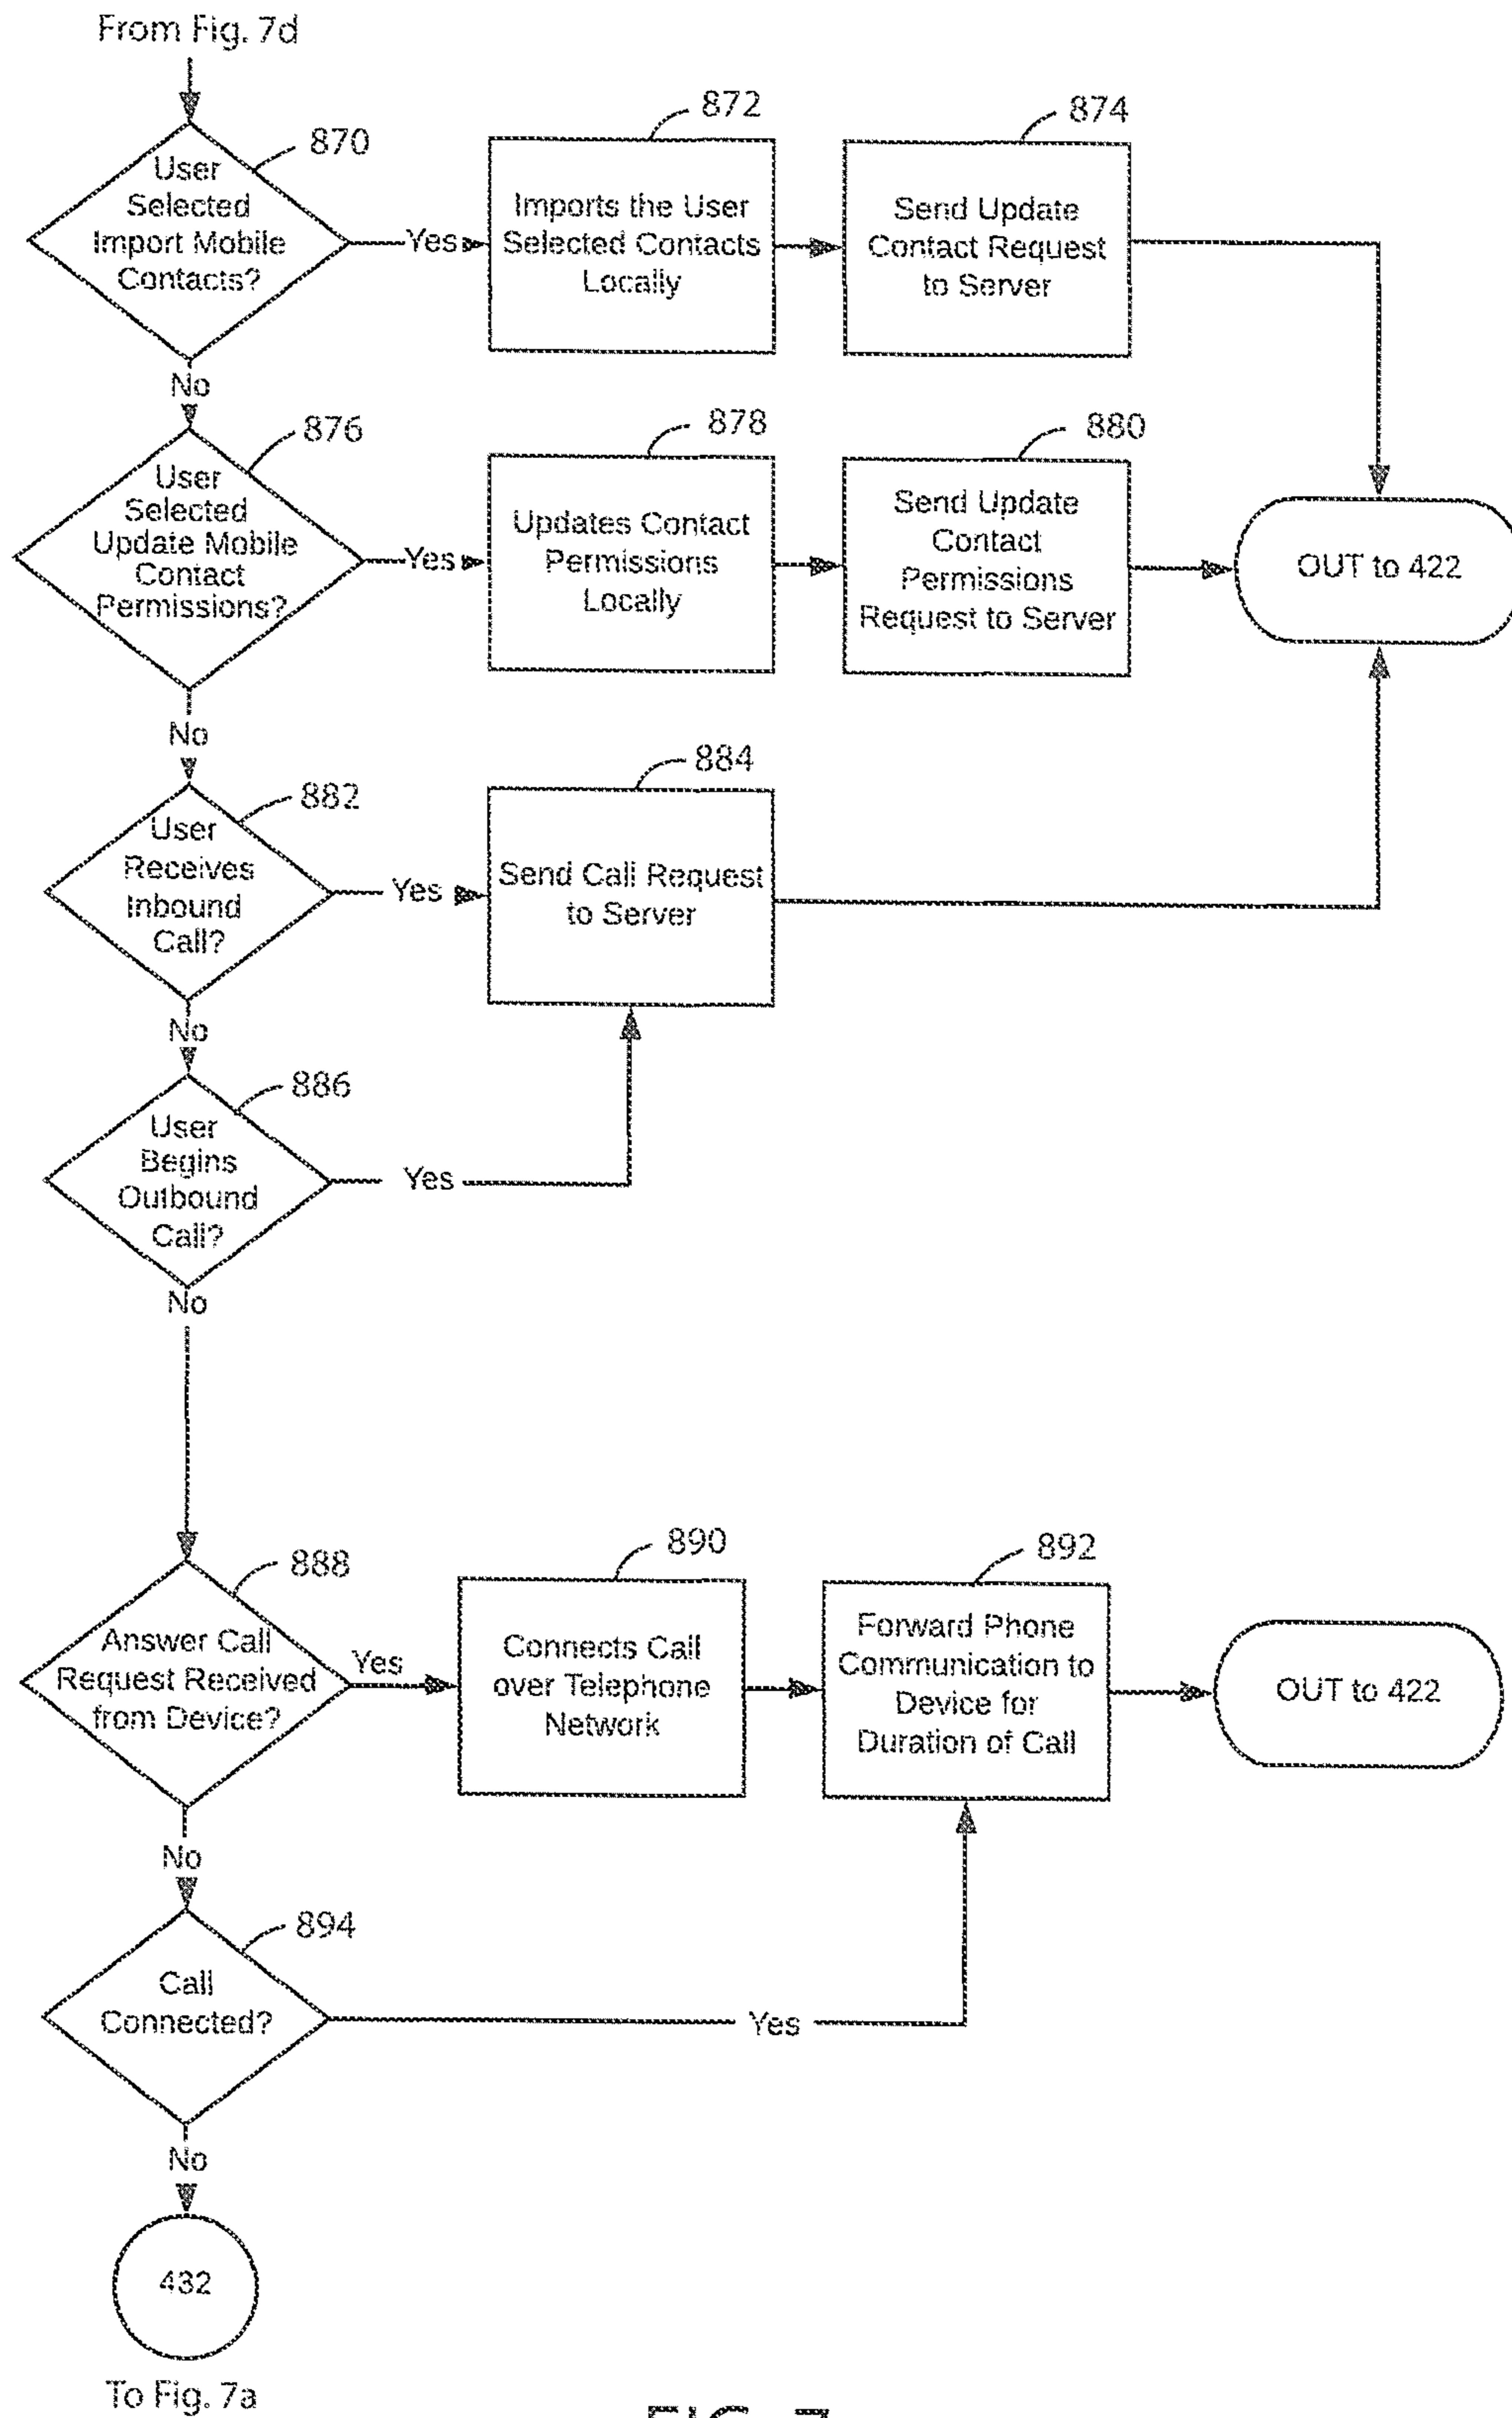 From Fig. 7d
870
User
Selected
Import Mobile
Contacts?
Yes
872
Imports the User
Selected Contacts
Locally
874
Send Update
Contact Request
to Server
No
876
User
Selected
Update Mobile
Contact
Permissions?
Yes
878
Updates Contact
Permissions
Locally
880
Send Update
Contact
Permissions
Request to Server
OUT to 422
No
882
User
Receives
Inbound
Call?
Yes
884
Send Call Request
to Server
No
886
User
Begins
Outbound
Call?
Yes
No
888
Answer Call
Request Received
from Device?
Yes
890
Connects Call
over Telephone
Network
892
Forward Phone
Communication to
Device for
Duration of Call
OUT to 422
No
894
Call
Connected?
Yes
No
432
To Fig. 7a